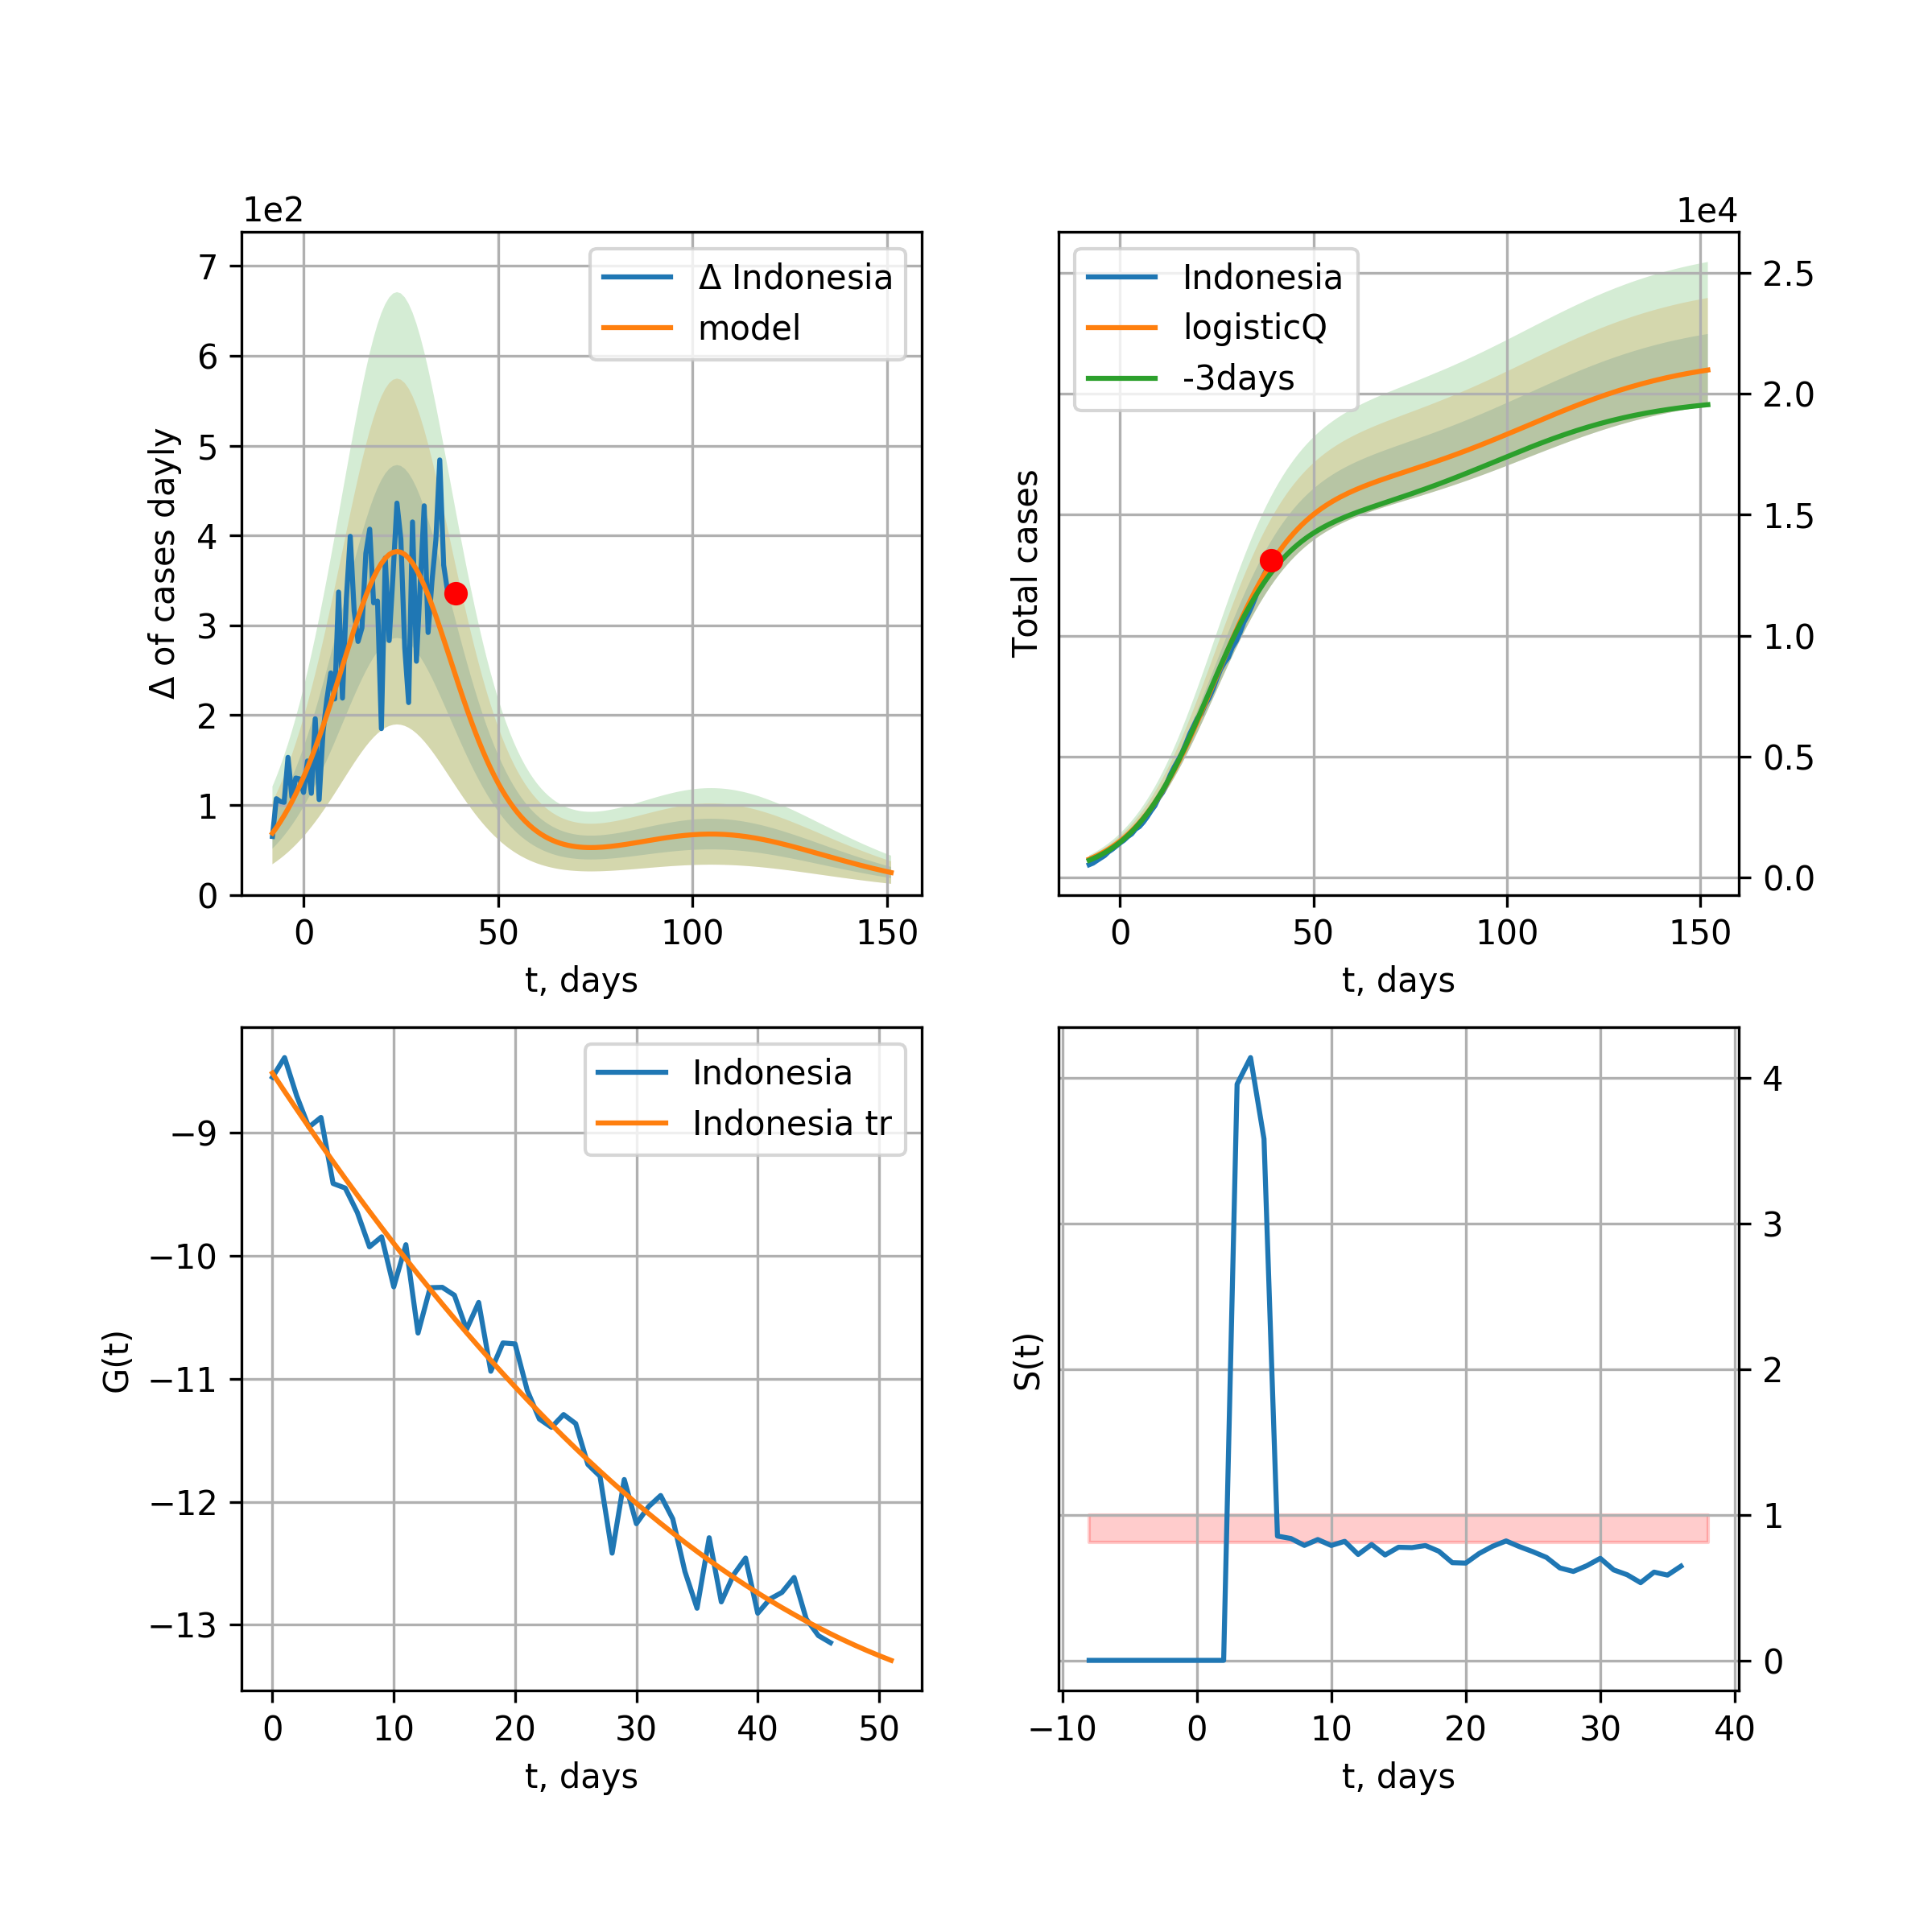 1e2
Δ of cases dayly
7
6
5
4
3
2
1
0
Δ Indonesia
model
0 50 100 150
t, days
1e4
Total cases
Indonesia
logisticQ
-3days
2.5
2.0
1.5
1.0
0.5
0.0
0 50 100 150
t, days
G(t)
−9
−10
−11
−12
−13
Indonesia
Indonesia tr
0 10 20 30 40 50
t, days
S(t)
4
3
2
1
0
−10 0 10 20 30 40
t, days